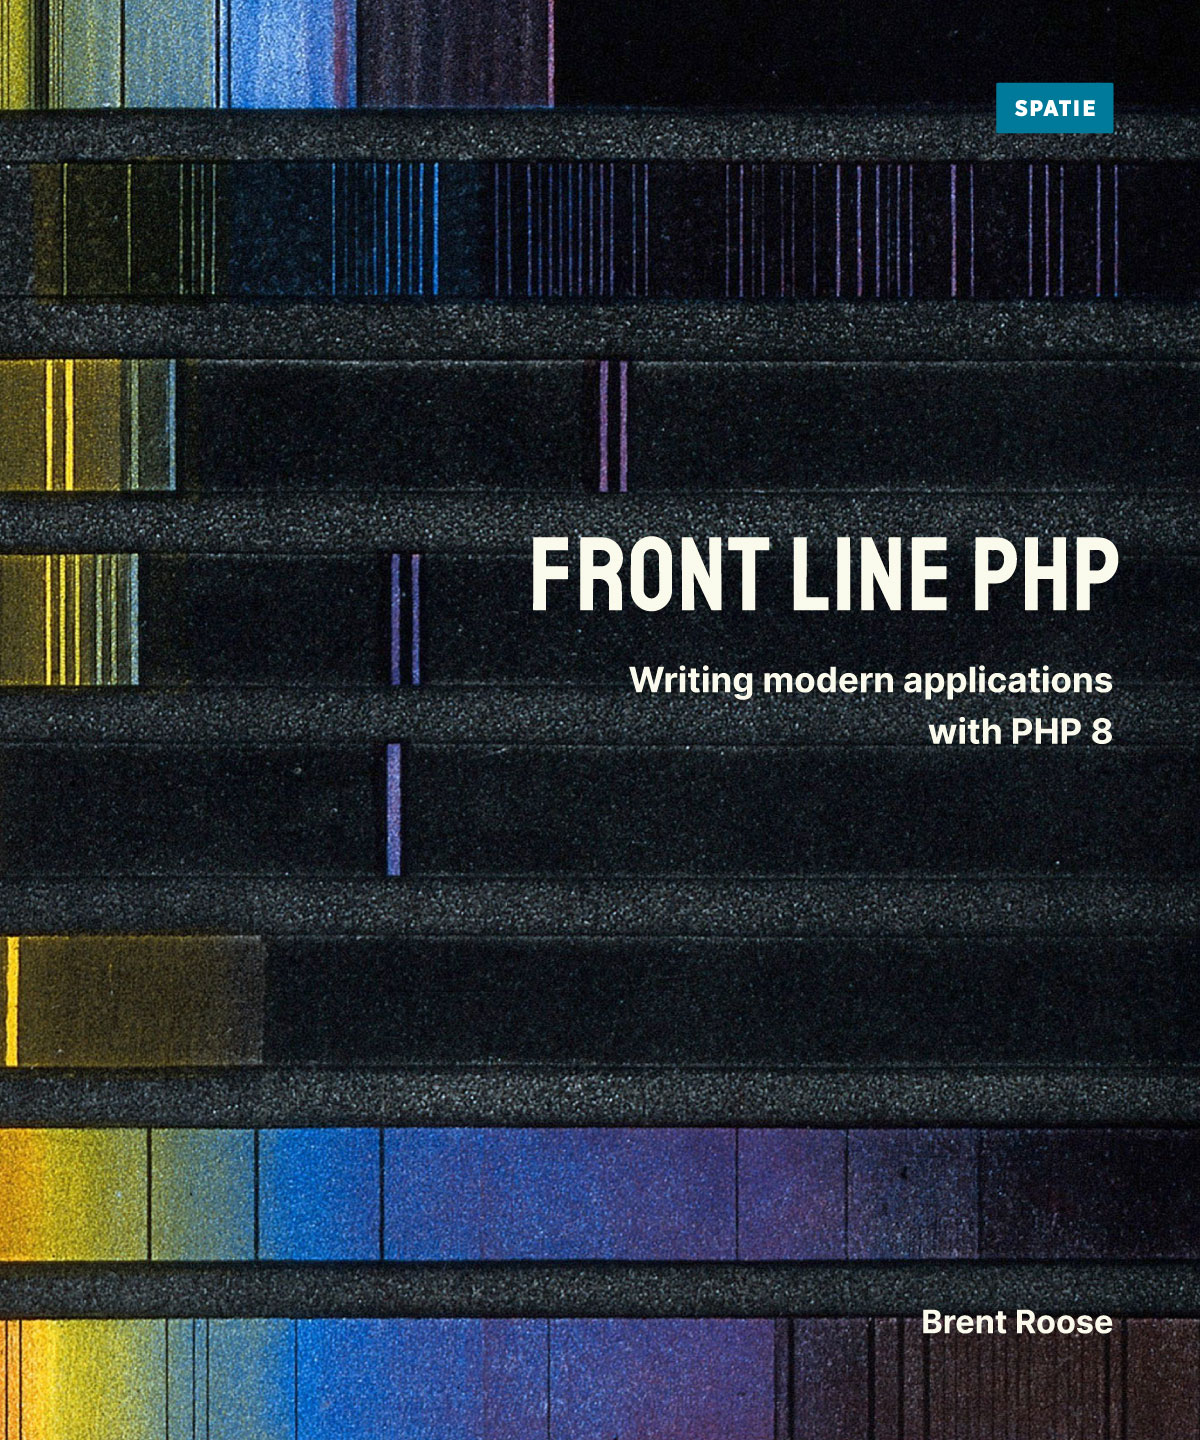 SPATIE
FRONT LINE PHP
Writing modern applications
with PHP 8
Brent Roose